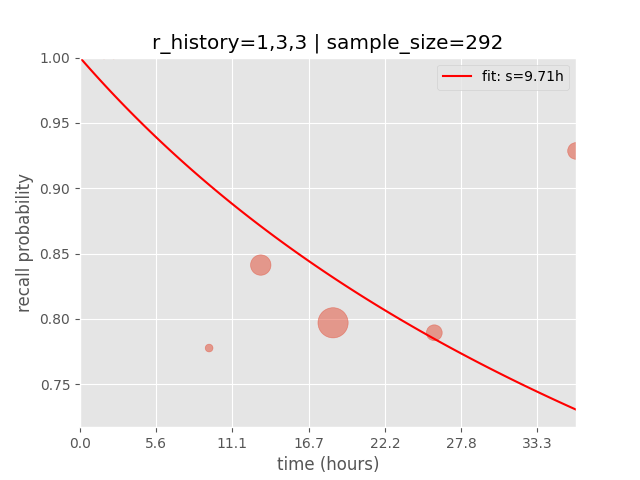 r_history=1,3,3 | sample_size=292
fit: s=9.71h
recall probability
1.00
0.95
0.90
0.85
0.80
0.75
0.0 5.6 11.1 16.7 22.2 27.8 33.3
time (hours)